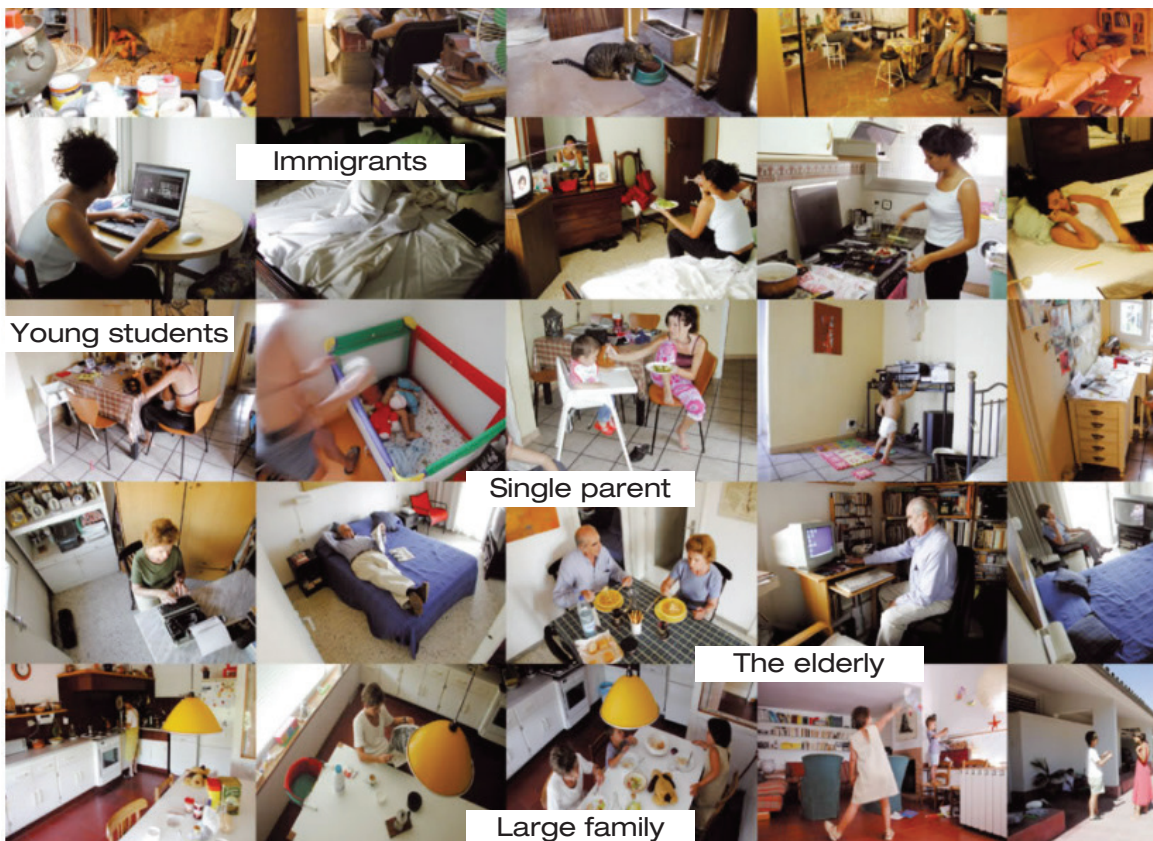 Immigrants
Young students
Single parent
The elderly
Large family